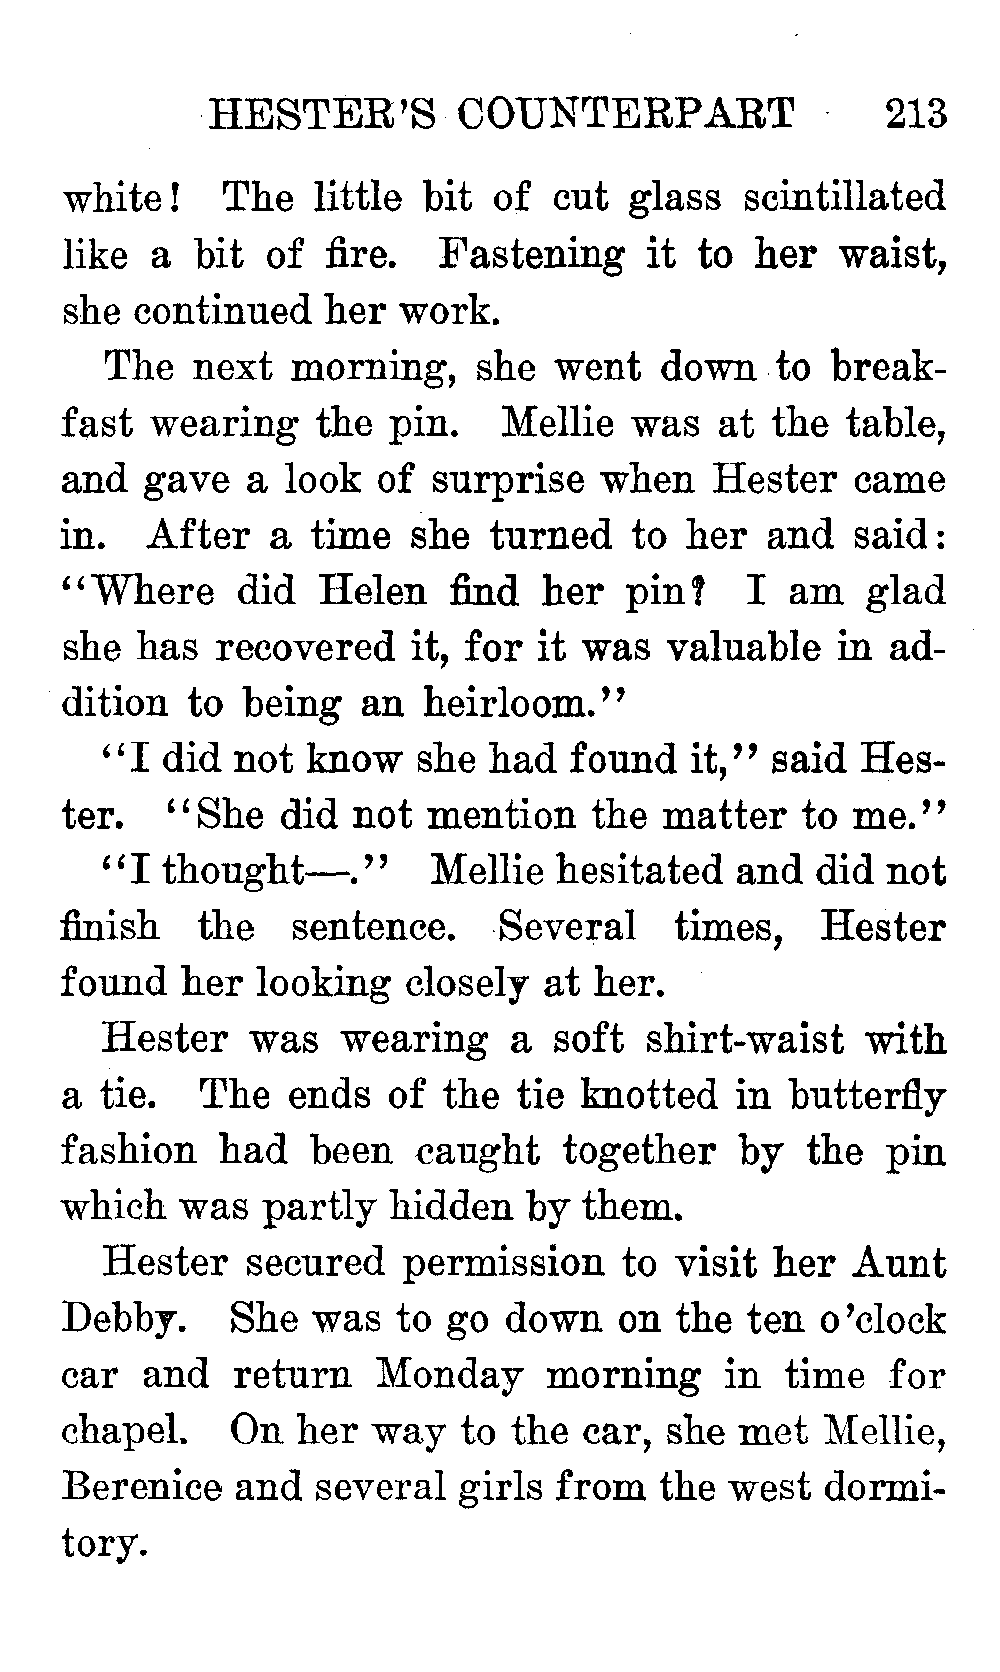 HESTER'S COUNTERPART 213
white! The little bit of cut glass scintillated
like a bit of fire. Fastening it to her waist,
she continued her work.
The next morning, she went down to break-
fast wearing the pin. Mellie was at the table,
and gave a look of surprise when Hester came
in. After a time she turned to her and said:
"Where did Helen find her pin? I am glad
she has recovered it, for it was valuable in ad-
dition to being an heirloom."
"I did not know she had found it," said Hes-
ter. "She did not mention the matter to me."
"I thought—." Mellie hesitated and did not
finish the sentence. Several times, Hester
found her looking closely at her.
Hester was wearing a soft shirt-waist with
a tie. The ends of the tie knotted in butterfly
fashion had been caught together by the pin
which was partly hidden by them.
Hester secured permission to visit her Aunt
Debby. She was to go down on the ten o'clock
car and return Monday morning in time for
chapel. On her way to the car, she met Mellie,
Berenice and several girls from the west dormi-
tory.